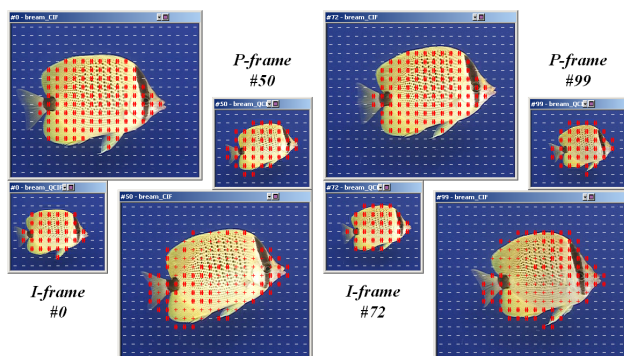 #0 - bream_CIF
P-frame
#50
#50 - bream_QCIF
#0 - bream_QCIF
I-frame
#0
#50 - bream_CIF
#72 - bream_CIF
P-frame
#99
#99 - bream_QCIF
#72 - bream_QCIF
I-frame
#72
#99 - bream_CIF